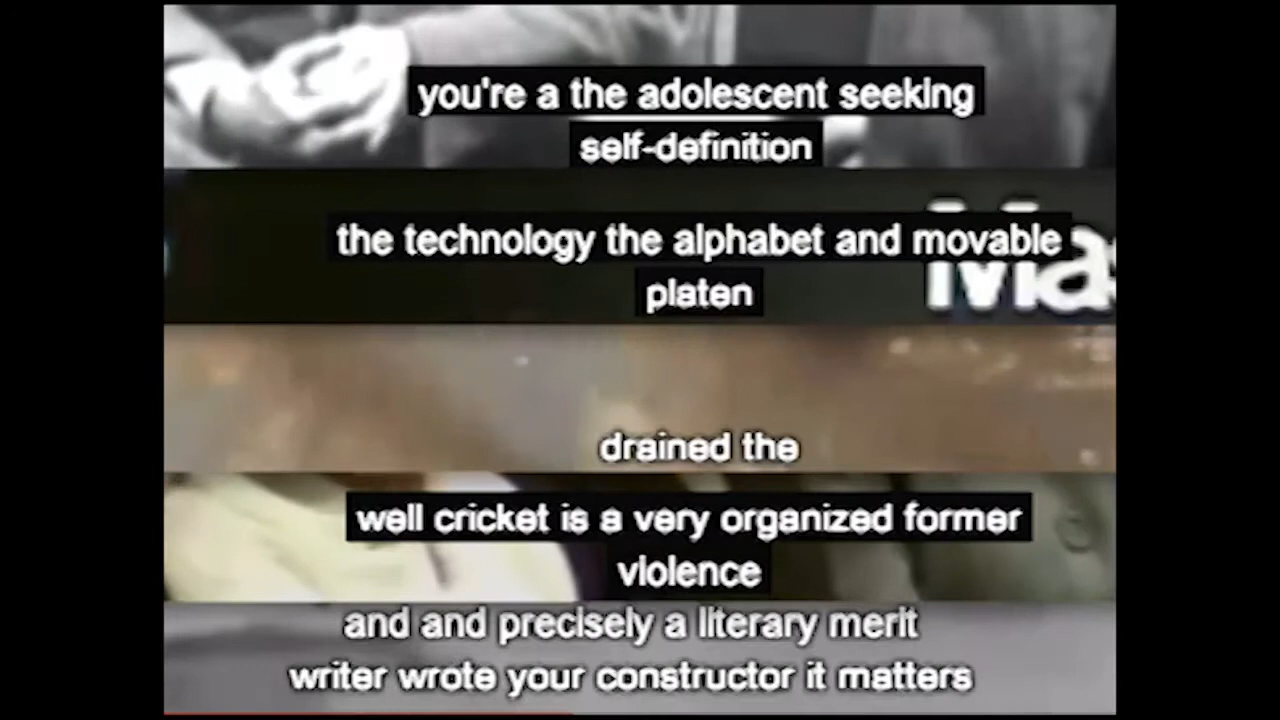 you're a the adolescent seeking
self-definition
the technology the alphabet and movable
platen
Ma
drained the
well cricket is a very organized former
violence
and and precisely a literary merit
writer wrote your constructor it matters